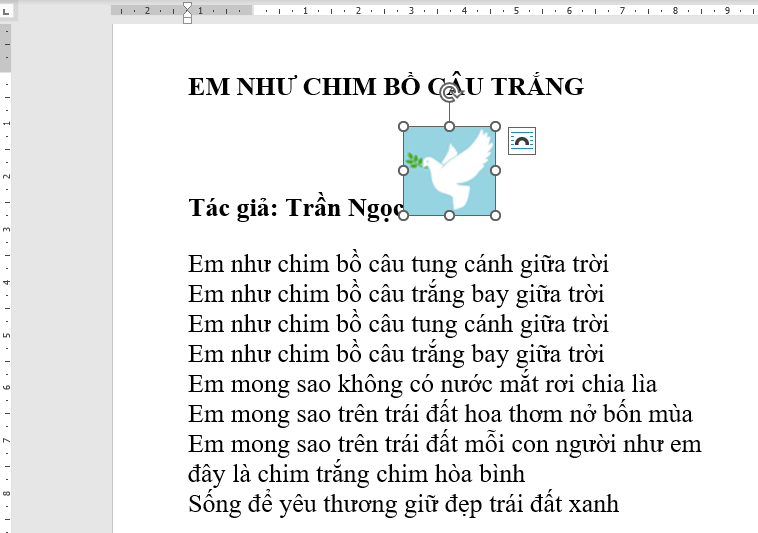 EM NHƯ CHIM BỒ CÂU TRẮNG
Tác giả: Trần Ngọc
Em như chim bồ câu tung cánh giữa trời
Em như chim bồ câu trắng bay giữa trời
Em như chim bồ câu tung cánh giữa trời
Em như chim bồ câu trắng bay giữa trời
Em mong sao không có nước mắt rơi chia lìa
Em mong sao trên trái đất hoa thơm nở bốn mùa
Em mong sao trên trái đất mỗi con người như em
đây là chim trắng chim hòa bình
Sống để yêu thương giữ đẹp trái đất xanh